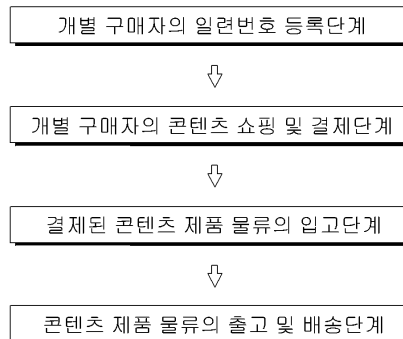 개별 구매자의 일련번호 등록단계
개별 구매자의 콘텐츠 쇼핑 및 결제단계
결제된 콘텐츠 제품 물류의 입고단계
콘텐츠 제품 물류의 출고 및 배송단계